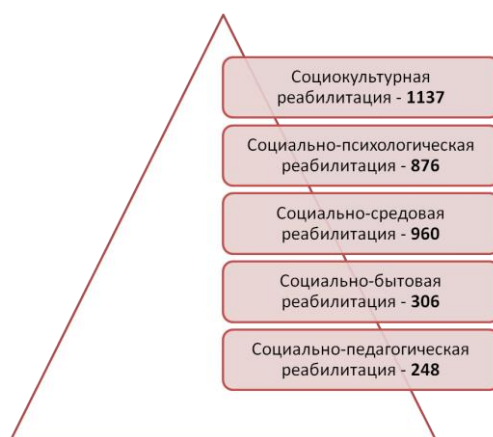 Социокультурная
реабилитация - 1137
Социально-психологическая
реабилитация - 876
Социально-средовая
реабилитация - 960
Социально-бытовая
реабилитация - 306
Социально-педагогическая
реабилитация - 248